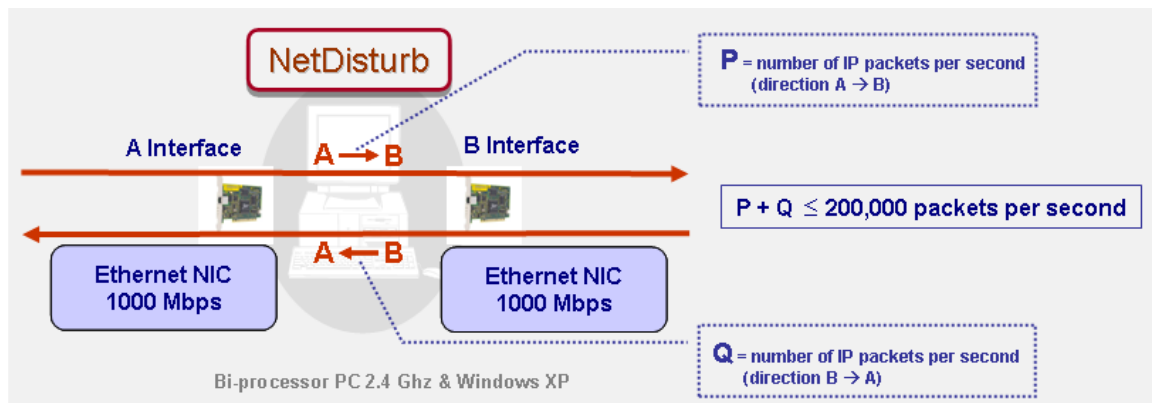 NetDisturb
P = number of IP packets per second
(direction A → B)
A Interface
A → B
B Interface
P + Q ≤ 200,000 packets per second
A ← B
Ethernet NIC
1000 Mbps
Ethernet NIC
1000 Mbps
Q = number of IP packets per second
(direction B → A)
Bi-processor PC 2.4 Ghz & Windows XP